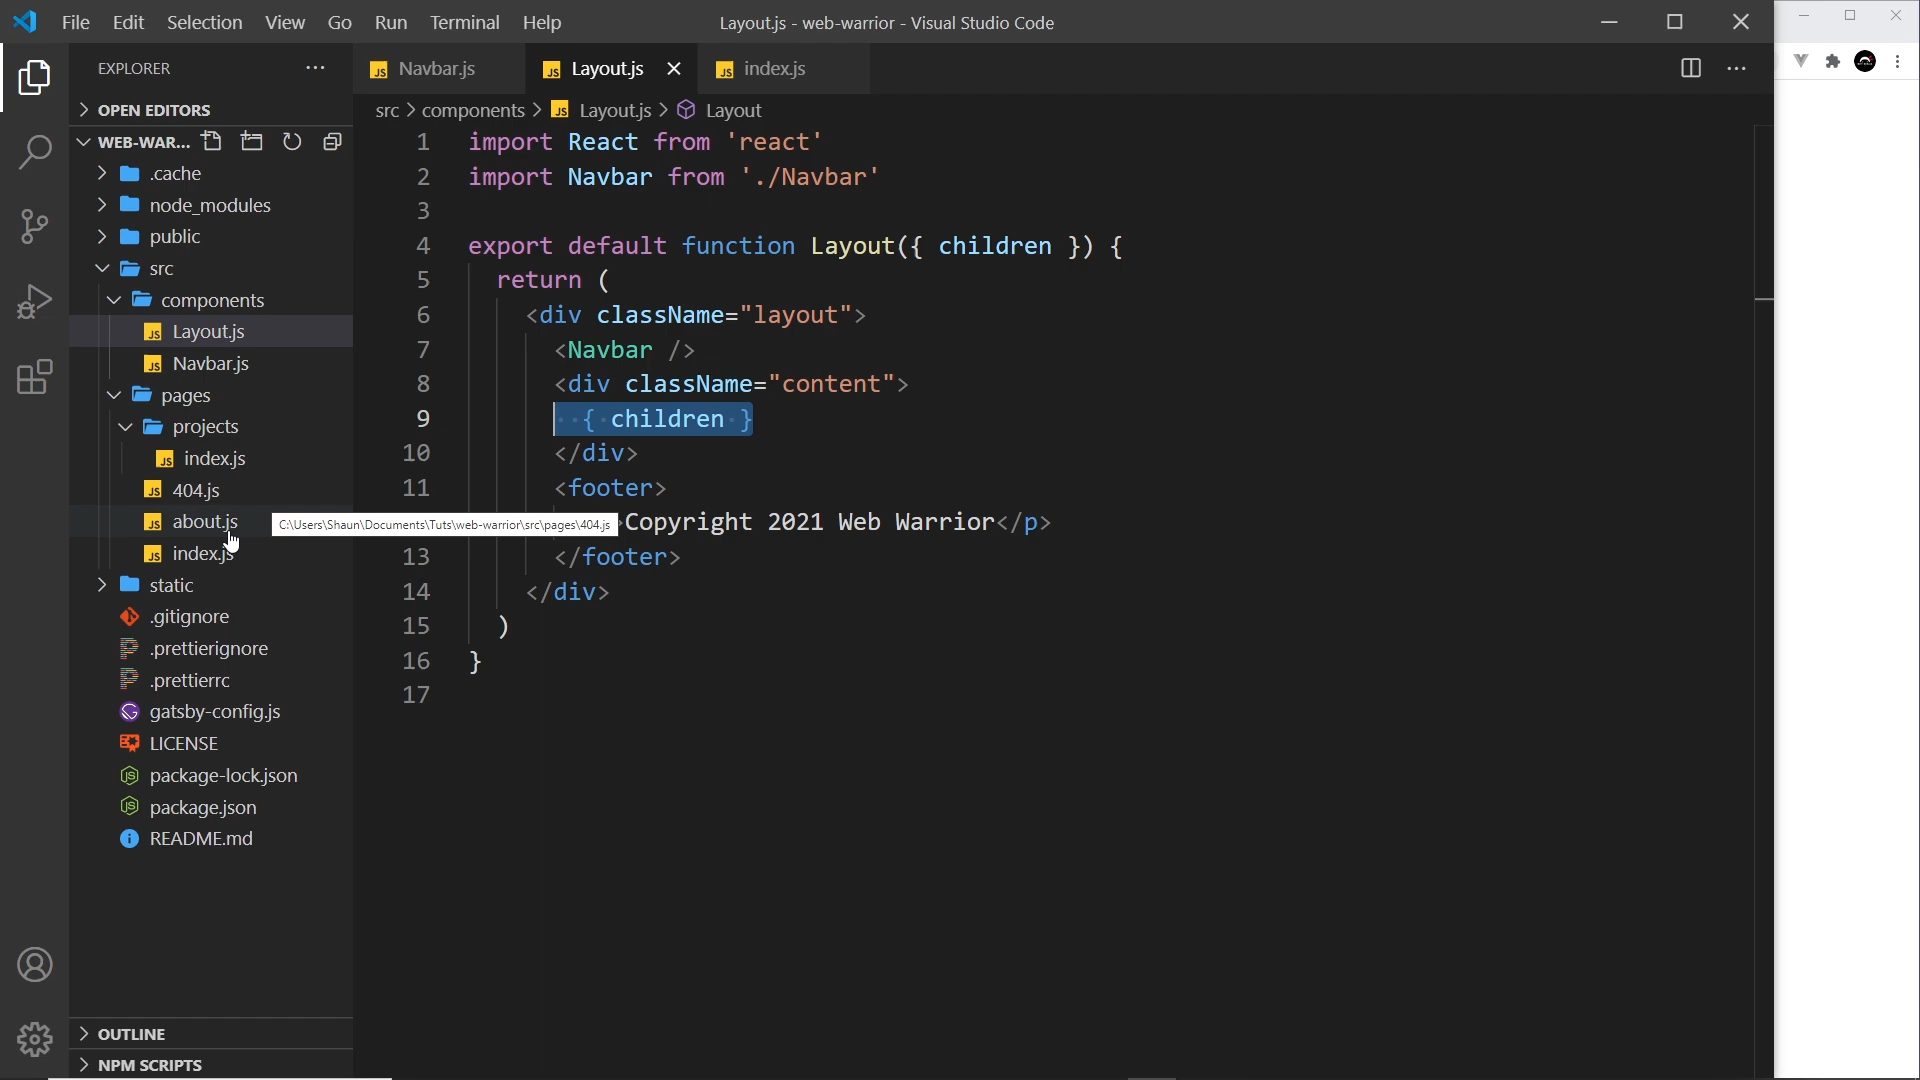 File Edit Selection View Go Run Terminal Help
Layout.js - web-warrior - Visual Studio Code
EXPLORER
OPEN EDITORS
WEB-WAR...
.cache
node_modules
public
src
components
Layout.js
Navbar.js
pages
projects
index.js
404.js
about.js
index.js
static
.gitignore
.prettierignore
.prettierrc
gatsby-config.js
LICENSE
package-lock.json
package.json
README.md
OUTLINE
NPM SCRIPTS
Navbar.js Layout.js index.js
src > components > Layout.js > Layout
1 import React from 'react'
2 import Navbar from './Navbar'
3
4 export default function Layout({ children }) {
5 return (
6 <div className="layout">
7 <Navbar />
8 <div className="content">
9 { children }
10 </div>
11 <footer>
C:\Users\Shaun\Documents\Tuts\web-warrior\src\pages\404.js >Copyright 2021 Web Warrior</p>
13 </footer>
14 </div>
15 )
16 }
17